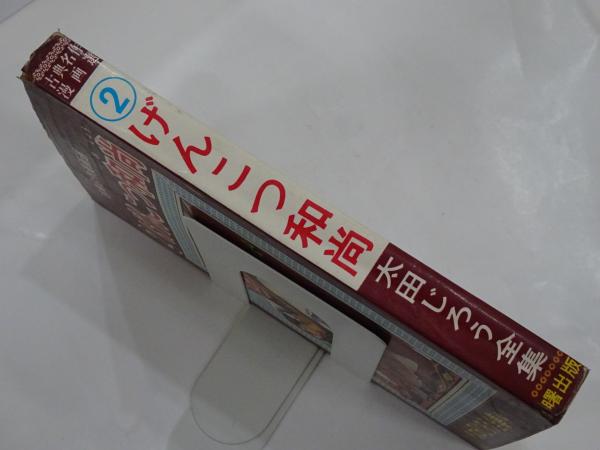 古典名作
漫画選
②
げんこつ和尚
太田じろう全集
曙出版